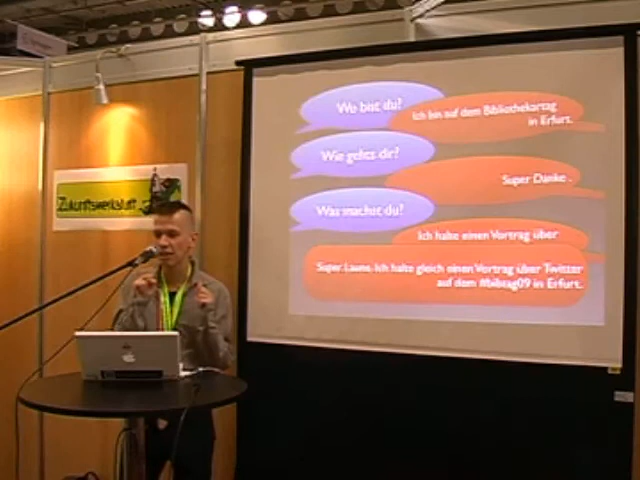 Zukunftswerkstatt
Wo bist du?
Ich bin auf dem Bibliothekartag
in Erfurt.
Wie gehts dir?
Super Danke .
Was machst du?
Ich halte einen Vortrag über
Super Laune. Ich halte gleich einen Vortrag über Twitter
auf dem #bibtag09 in Erfurt.